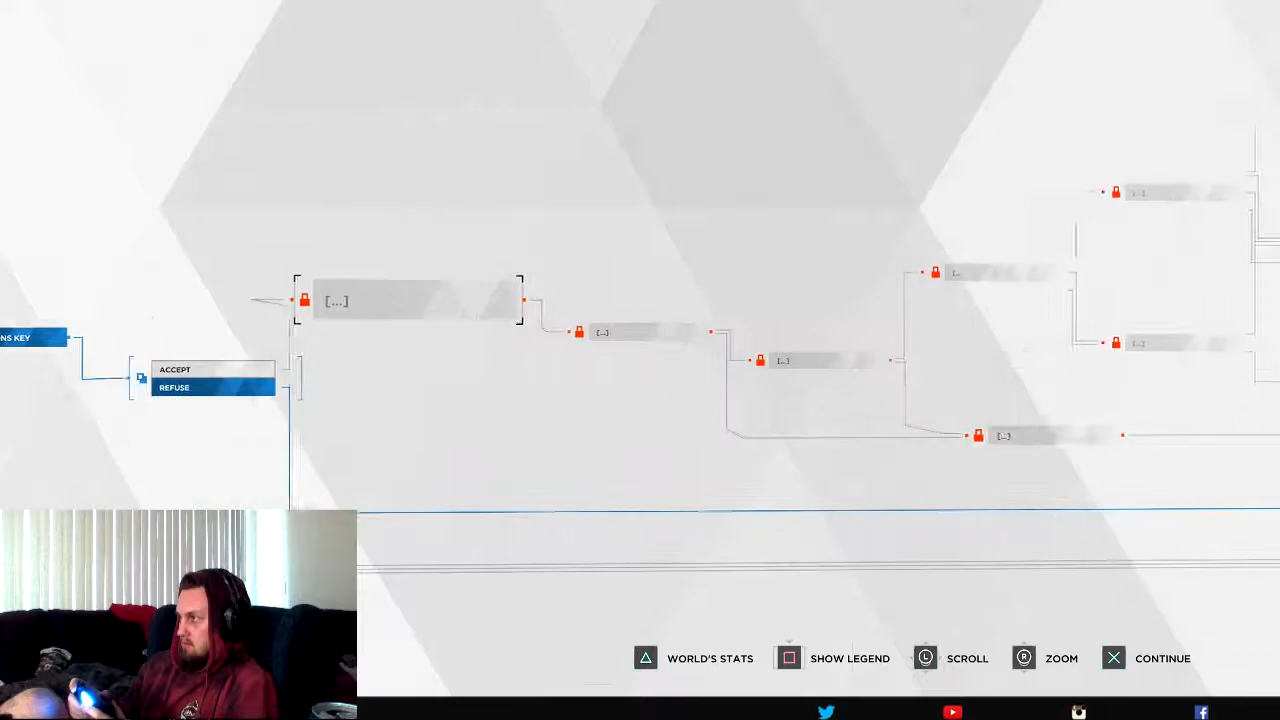 [...]
[...]
[...]
[...]
[...]
[...]
[...]
NS KEY
ACCEPT
REFUSE
WORLD'S STATS
SHOW LEGEND
L
SCROLL
R
ZOOM
CONTINUE